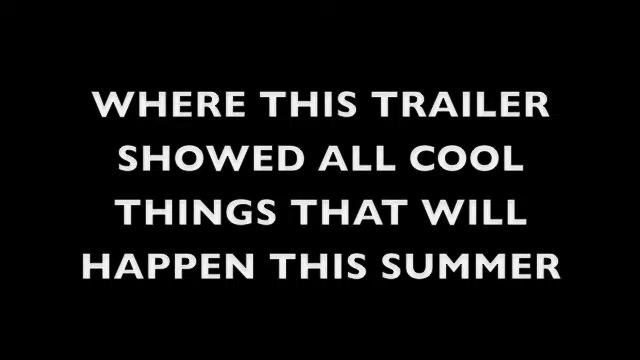 WHERE THIS TRAILER
SHOWED ALL COOL
THINGS THAT WILL
HAPPEN THIS SUMMER